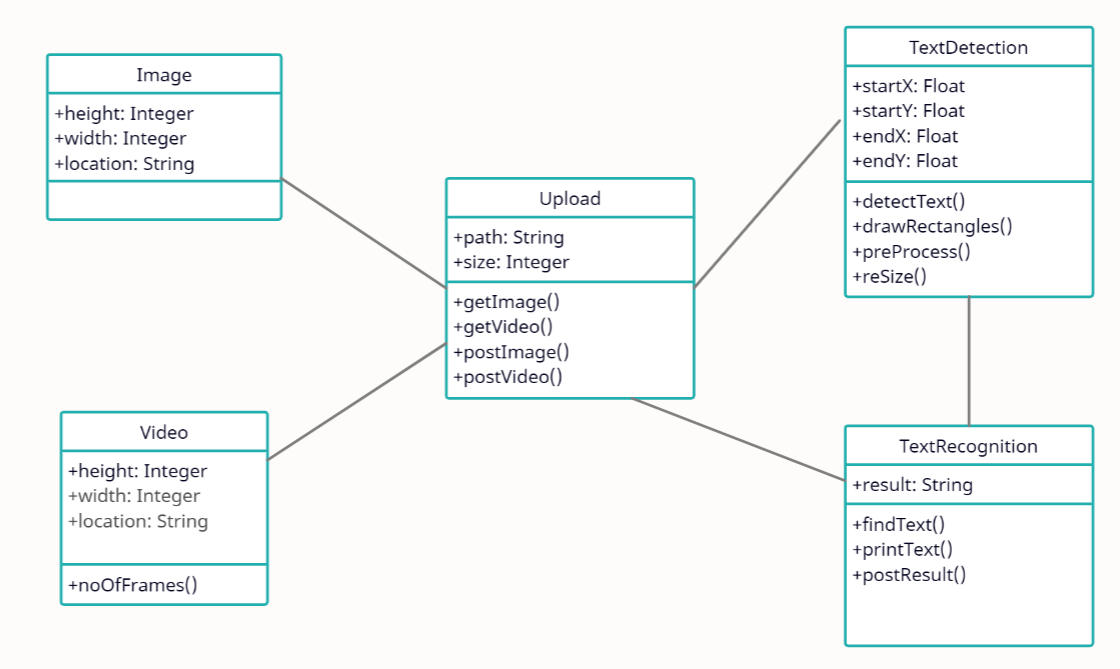 Image
+height: Integer
+width: Integer
+location: String
Video
+height: Integer
+width: Integer
+location: String
+noOfFrames()
Upload
+path: String
+size: Integer
+getImage()
+getVideo()
+postImage()
+postVideo()
TextDetection
+startX: Float
+startY: Float
+endX: Float
+endY: Float
+detectText()
+drawRectangles()
+preProcess()
+reSize()
TextRecognition
+result: String
+findText()
+printText()
+postResult()